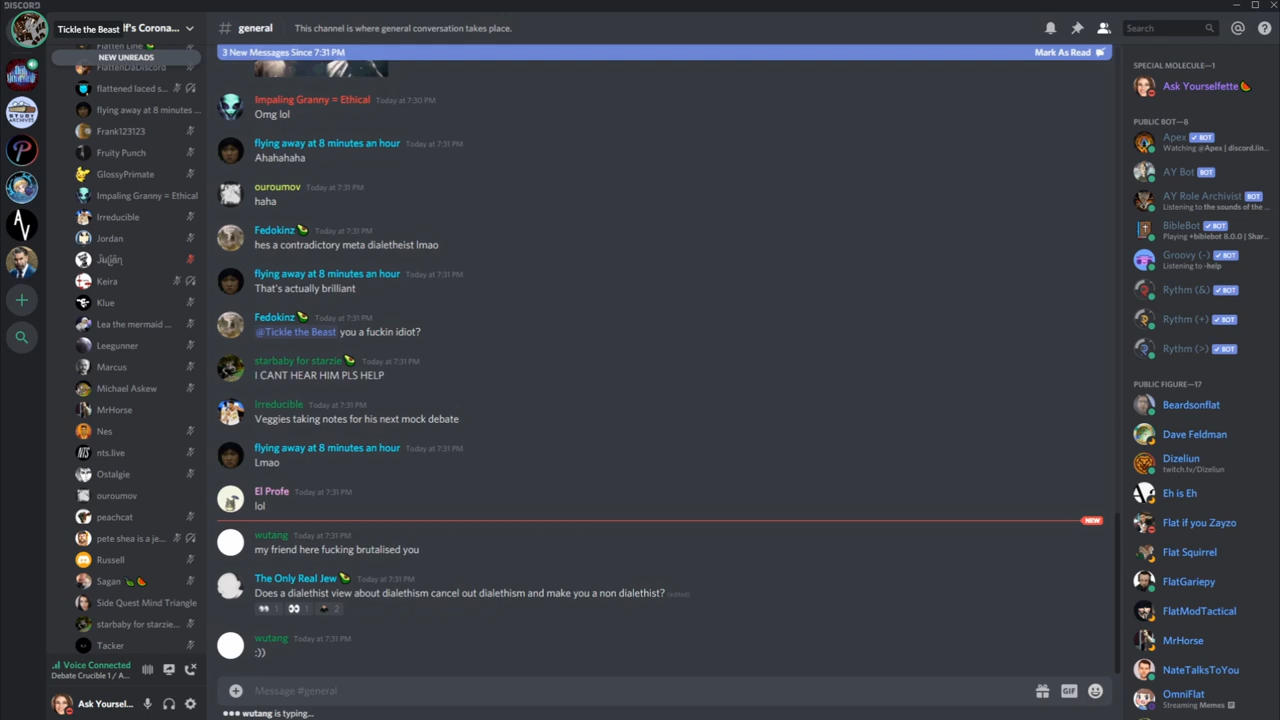 DISCORD
Tickle the Beast
lf's Corona...
# general
This channel is where general conversation takes place.
Search
NEW UNREADS
Flatten Line
FlattenDaDiscord
flattened laced s...
flying away at 8 minutes ...
Frank123123
Fruity Punch
GlossyPrimate
Impaling Granny = Ethical
Irreducible
Jordan
Keira
Klue
Lea the mermaid ...
Leegunner
Marcus
Michael Askew
MrHorse
Nes
nts.live
Ostalgie
ouroumov
peachcat
pete shea is a je...
Russell
Sagan
Side Quest Mind Triangle
starbaby for starzie...
Tacker
Voice Connected
Debate Crucible 1 / A...
Ask Yoursel...
3 New Messages Since 7:31 PM
Mark As Read
Impaling Granny = Ethical Today at 7:30 PM
Omg lol
flying away at 8 minutes an hour Today at 7:31 PM
Ahahahaha
ouroumov Today at 7:31 PM
haha
Fedokinz Today at 7:31 PM
hes a contradictory meta dialetheist lmao
flying away at 8 minutes an hour Today at 7:31 PM
That's actually brilliant
Fedokinz Today at 7:31 PM
@Tickle the Beast you a fuckin idiot?
starbaby for starzie Today at 7:31 PM
I CANT HEAR HIM PLS HELP
Irreducible Today at 7:31 PM
Veggies taking notes for his next mock debate
flying away at 8 minutes an hour Today at 7:31 PM
Lmao
El Profe Today at 7:31 PM
lol
NEW
wutang Today at 7:31 PM
my friend here fucking brutalised you
The Only Real Jew Today at 7:31 PM
Does a dialethist view about dialethism cancel out dialethism and make you a non dialethist? (edited)
1 1 2
wutang Today at 7:31 PM
:))
Message #general
GIF
wutang is typing...
SPECIAL MOLECULE—1
Ask Yourselfette
PUBLIC BOT—8
Apex BOT
Watching @Apex | discord.lin...
AY Bot BOT
AY Role Archivist BOT
Listening to the sounds of the ...
BibleBot BOT
Playing +biblebot 8.0.0 | Shar...
Groovy (-) BOT
Listening to -help
Rythm (&) BOT
Rythm (+) BOT
Rythm (>) BOT
PUBLIC FIGURE—17
Beardsonflat
Dave Feldman
Dizeliun
twitch.tv/Dizeliun
Eh is Eh
Flat if you Zayzo
Flat Squirrel
FlatGariepy
FlatModTactical
MrHorse
NateTalksToYou
OmniFlat
Streaming Memes
STUDY
ARCHIVES
P
AV